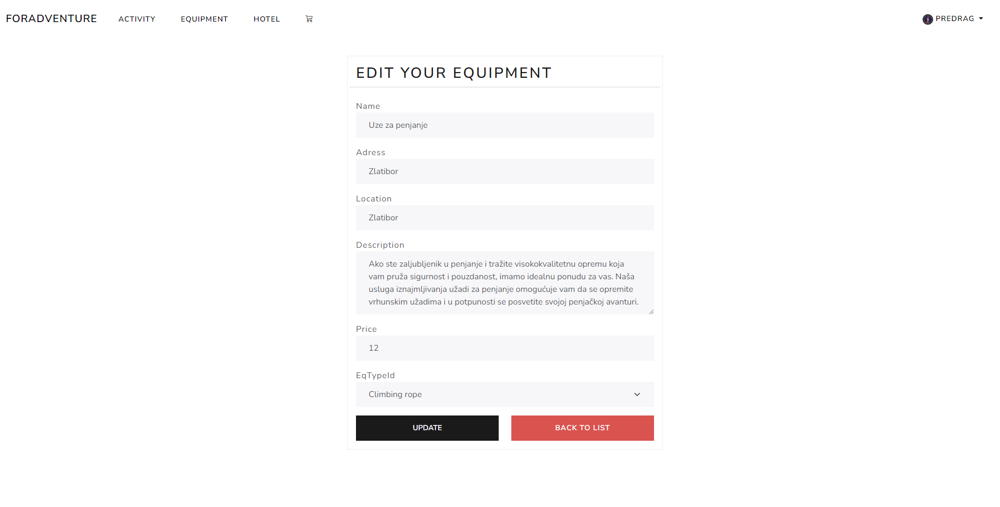 FORADVENTURE ACTIVITY EQUIPMENT HOTEL PREDRAG
EDIT YOUR EQUIPMENT
Name
Uze za penjanje
Adress
Zlatibor
Location
Zlatibor
Description
Ako ste zaljubljenik u penjanje i tražite visokokvalitetnu opremu koja
vam pruža sigurnost i pouzdanost, imamo idealnu ponudu za vas. Naša
usluga iznajmljivanja užadi za penjanje omogućuje vam da se opremite
vrhunskim užadima i u potpunosti se posvetite svojoj penjačkoj avanturi.
Price
12
EqTypeId
Climbing rope
UPDATE BACK TO LIST